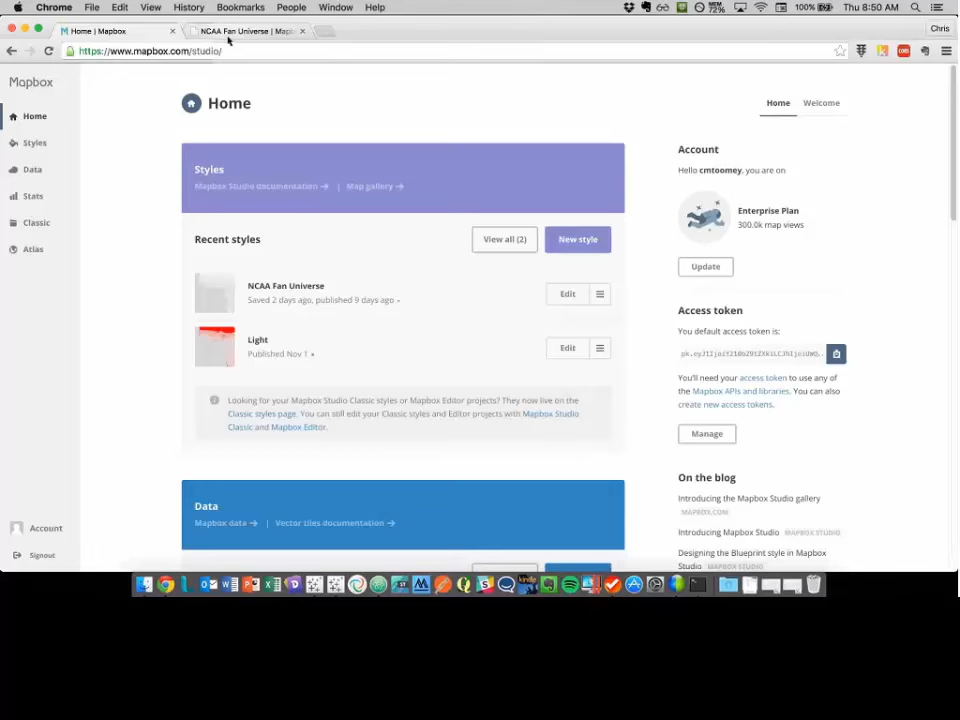 Chrome File Edit View History Bookmarks People Window Help MEM 72% 100% Thu 8:50 AM
Home | Mapbox NCAA Fan Universe | Map Chris
https://www.mapbox.com/studio/
Mapbox
Home
Styles
Data
Stats
Classic
Atlas
Account
Signout
Home
Home Welcome
Styles
Mapbox Studio documentation → | Map gallery →
Recent styles View all (2) New style
NCAA Fan Universe
Saved 2 days ago, published 9 days ago Edit
Light
Published Nov 1 Edit
Looking for your Mapbox Studio Classic styles or Mapbox Editor projects? They now live on the
Classic styles page. You can still edit your Classic styles and Editor projects with Mapbox Studio
Classic and Mapbox Editor.
Data
Mapbox data → | Vector tiles documentation →
Account
Hello cmtoomey, you are on
Enterprise Plan
300.0k map views
Update
Access token
You default access token is:
You'll need your access token to use any of
the Mapbox APIs and libraries. You can also
create new access tokens.
Manage
On the blog
Introducing the Mapbox Studio gallery
MAPBOX.COM
Introducing Mapbox Studio MAPBOX STUDIO
Designing the Blueprint style in Mapbox
Studio MAPBOX STUDIO